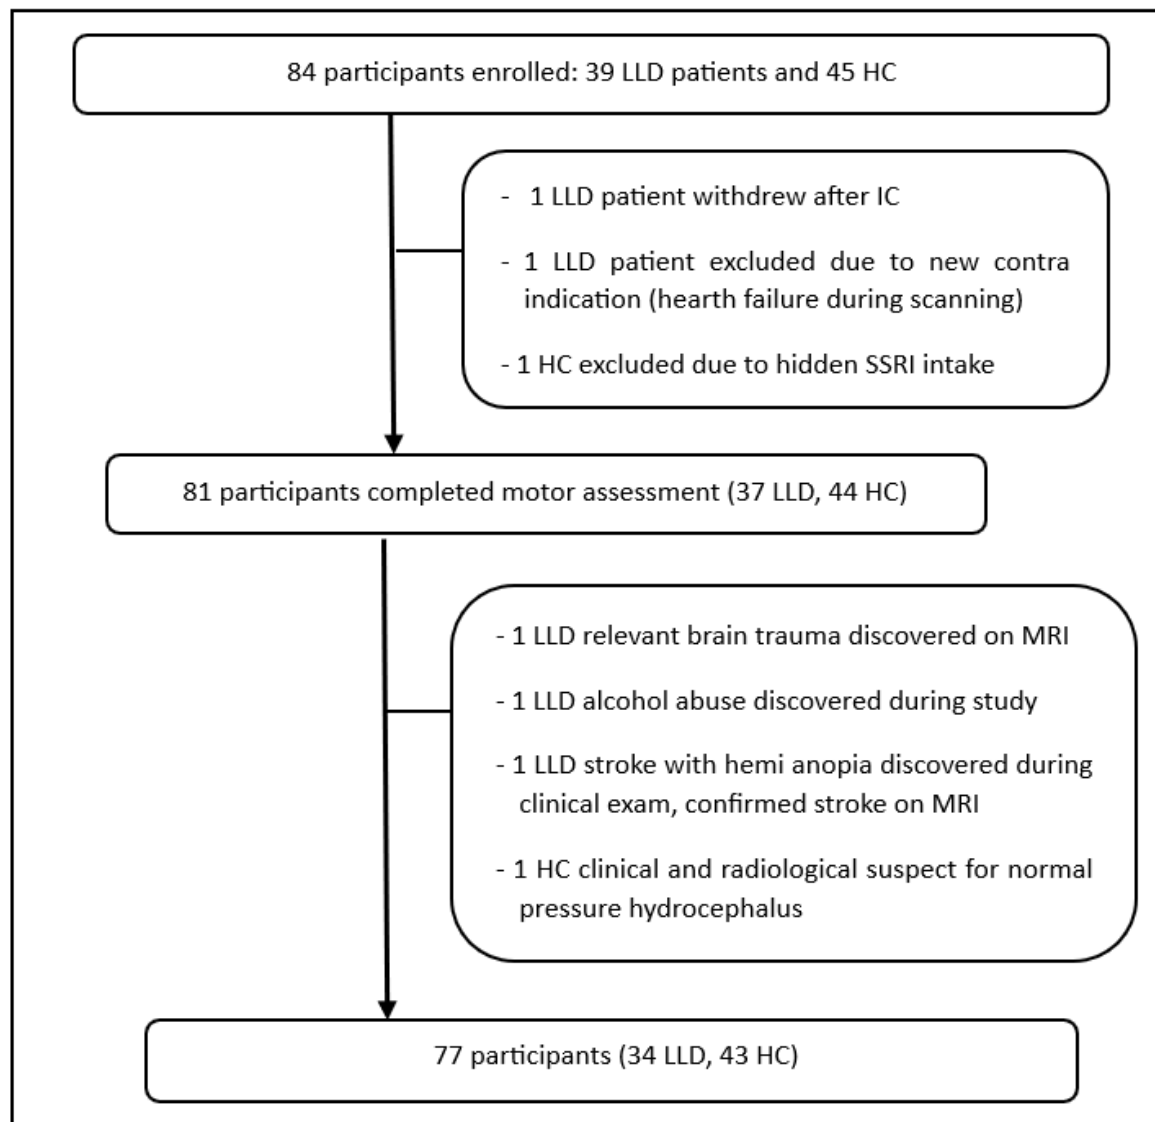 84 participants enrolled: 39 LLD patients and 45 HC
- 1 LLD patient withdrew after IC
- 1 LLD patient excluded due to new contra
indication (hearth failure during scanning)
- 1 HC excluded due to hidden SSRI intake
81 participants completed motor assessment (37 LLD, 44 HC)
- 1 LLD relevant brain trauma discovered on MRI
- 1 LLD alcohol abuse discovered during study
- 1 LLD stroke with hemi anopia discovered during
clinical exam, confirmed stroke on MRI
- 1 HC clinical and radiological suspect for normal
pressure hydrocephalus
77 participants (34 LLD, 43 HC)